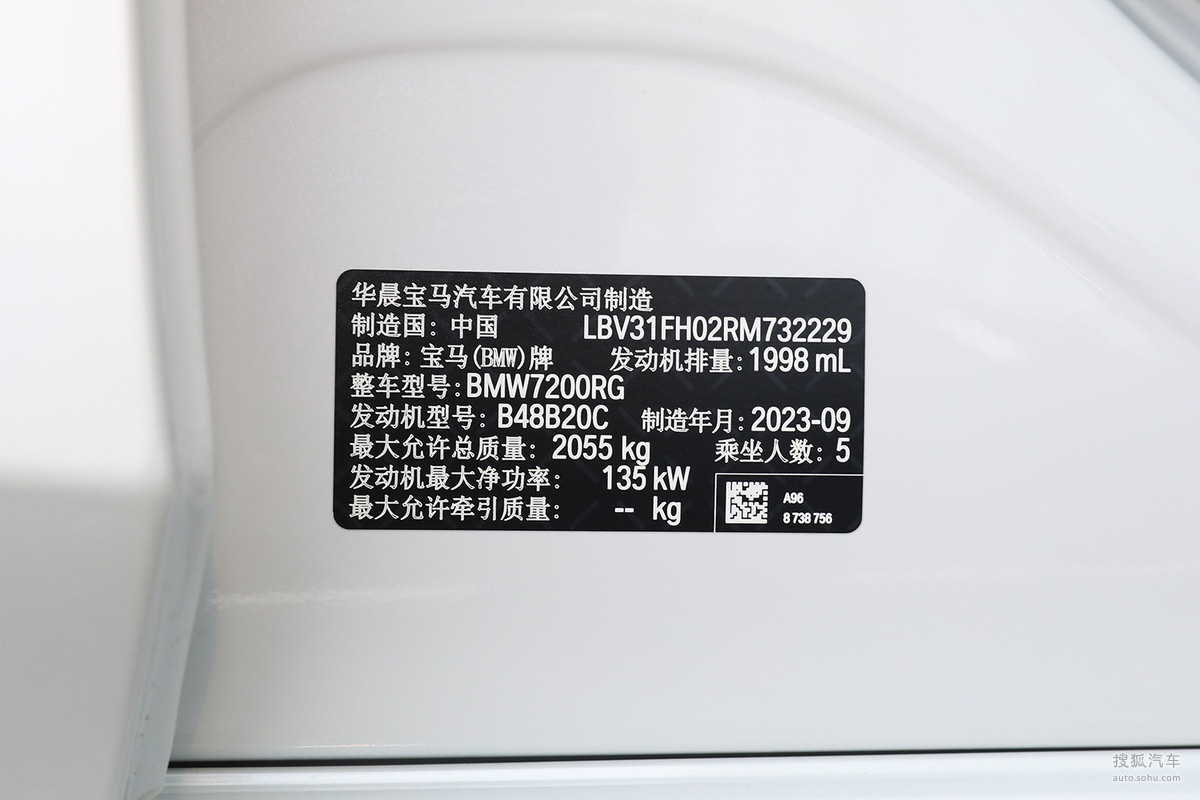 华晨宝马汽车有限公司制造
制造国：中国 LBV31FH02RM732229
品牌：宝马(BMW)牌 发动机排量：1998 mL
整车型号：BMW7200RG
发动机型号：B48B20C 制造年月：2023-09
最大允许总质量：2055 kg 乘坐人数：5
发动机最大净功率：135 kW
最大允许牵引质量：-- kg
A96
8 738 756
搜狐汽车
auto.sohu.com